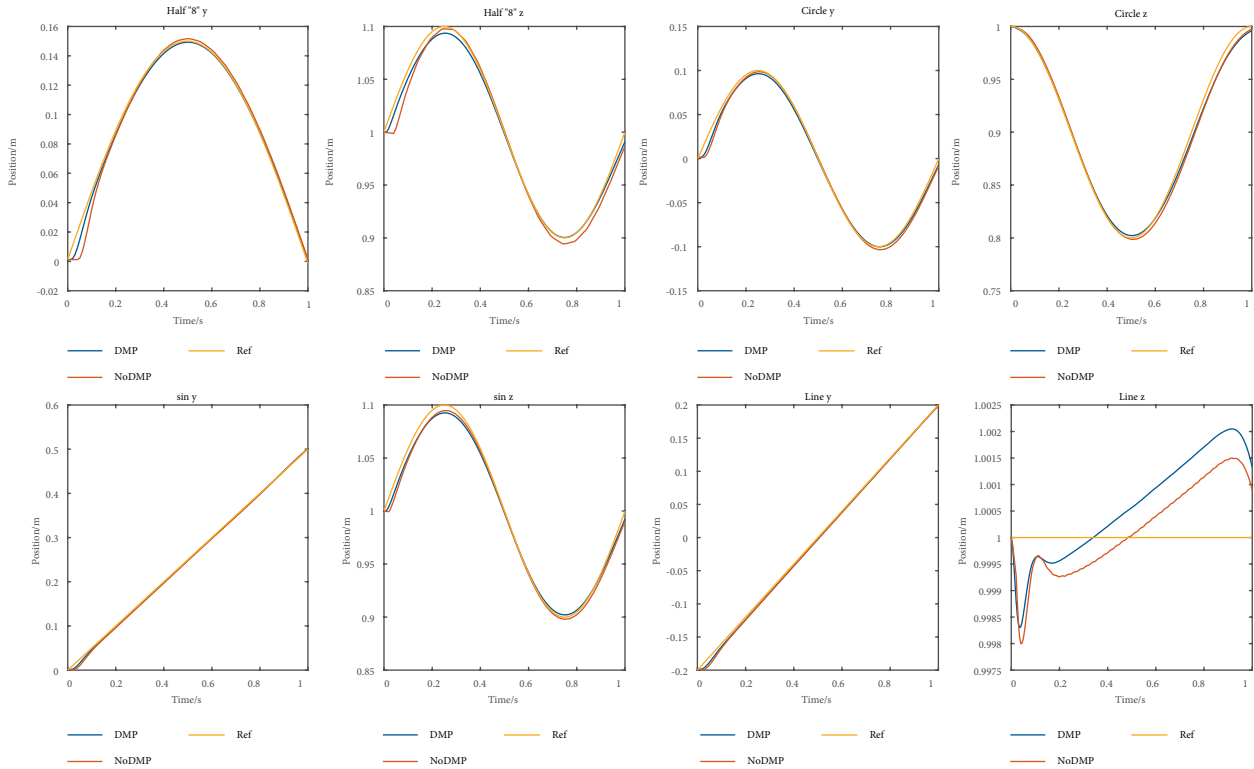 Half "8" y
Position/m
0.16
0.14
0.12
0.1
0.08
0.06
0.04
0.02
0
-0.02
0 0.2 0.4 0.6 0.8 1
Time/s
DMP Ref
NoDMP
Half "8" z
Position/m
1.1
1.05
1
0.95
0.9
0.85
0 0.2 0.4 0.6 0.8 1
Time/s
DMP Ref
NoDMP
Circle y
Position/m
0.15
0.1
0.05
0
-0.05
-0.1
-0.15
0 0.2 0.4 0.6 0.8 1
Time/s
DMP Ref
NoDMP
Circle z
Position/m
1
0.95
0.9
0.85
0.8
0.75
0 0.2 0.4 0.6 0.8 1
Time/s
DMP Ref
NoDMP
sin y
Position/m
0.6
0.5
0.4
0.3
0.2
0.1
0
0 0.2 0.4 0.6 0.8 1
Time/s
DMP Ref
NoDMP
sin z
Position/m
1.1
1.05
1
0.95
0.9
0.85
0 0.2 0.4 0.6 0.8 1
Time/s
DMP Ref
NoDMP
Line y
Position/m
0.2
0.15
0.1
0.05
0
-0.05
-0.1
-0.15
-0.2
0 0.2 0.4 0.6 0.8 1
Time/s
DMP Ref
NoDMP
Line z
Position/m
1.0025
1.002
1.0015
1.001
1.0005
1
0.9995
0.999
0.9985
0.998
0.9975
0 0.2 0.4 0.6 0.8 1
Time/s
DMP Ref
NoDMP